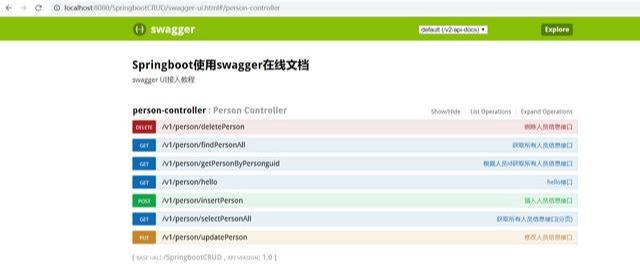 localhost:8080/SpringbootCRUD/swagger-ui.html#/person-controller
swagger
default (/v2/api-docs)
Explore
Springboot使用swagger在线文档
swagger UI接入教程
person-controller : Person Controller
Show/Hide List Operations Expand Operations
DELETE /v1/person/deletePerson 删除人员信息接口
GET /v1/person/findPersonAll 获取所有人员信息接口
GET /v1/person/getPersonByPersonguid 根据人员id获取所有人员信息接口
GET /v1/person/hello hello接口
POST /v1/person/insertPerson 插入人员信息接口
GET /v1/person/selectPersonAll 获取所有人员信息接口(分页)
PUT /v1/person/updatePerson 修改人员信息接口
[ BASE URL: /SpringbootCRUD , API VERSION: 1.0 ]